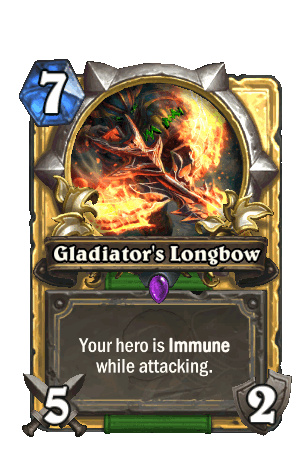 7
Gladiator's Longbow
Your hero is Immune
while attacking.
5
2